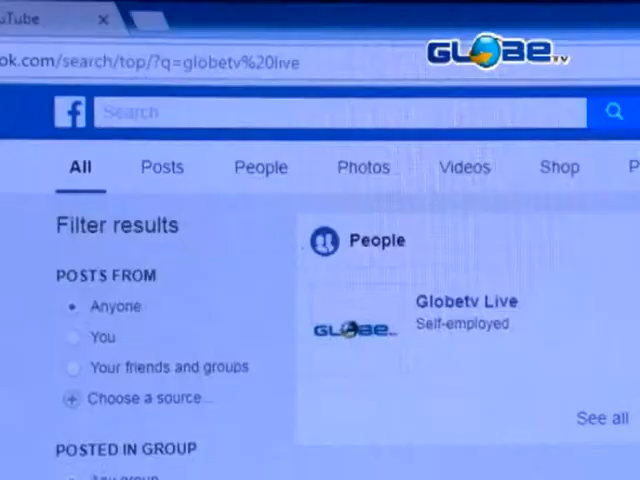 uTube
GLOBE TV
ok.com/search/top/?q=globetv%20live
f Search
All Posts People Photos Videos Shop P
Filter results
POSTS FROM
Anyone
You
Your friends and groups
Choose a source...
POSTED IN GROUP
Any group
People
Globetv Live
Self-employed
GLOBE
See all